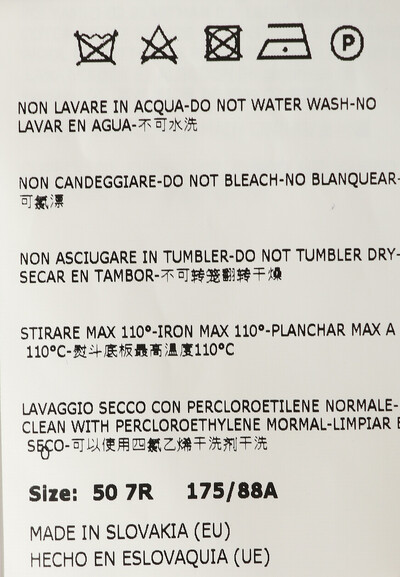 P
NON LAVARE IN ACQUA-DO NOT WATER WASH-NO
LAVAR EN AGUA-不可水洗
NON CANDEGGIARE-DO NOT BLEACH-NO BLANQUEAR-
可氯漂
NON ASCIUGARE IN TUMBLER-DO NOT TUMBLER DRY-
SECAR EN TAMBOR-不可转笼翻转干燥
STIRARE MAX 110°-IRON MAX 110°-PLANCHAR MAX A
110°C-熨斗底板最高温度110°C
LAVAGGIO SECCO CON PERCLOROETILENE NORMALE-
CLEAN WITH PERCLOROETHYLENE MORMAL-LIMPIAR E
SECO-可以使用四氯乙烯干洗剂干洗
Size: 50 7R 175/88A
MADE IN SLOVAKIA (EU)
HECHO EN ESLOVAQUIA (UE)